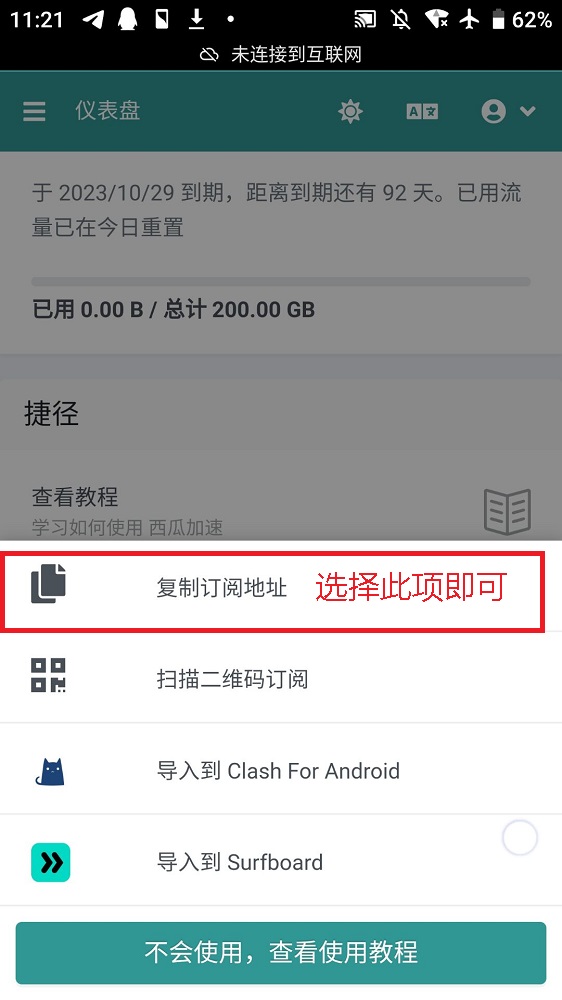 11:21
62%
未连接到互联网
仪表盘
于 2023/10/29 到期，距离到期还有 92 天。已用流
量已在今日重置
已用 0.00 B / 总计 200.00 GB
捷径
查看教程
学习如何使用 西瓜加速
复制订阅地址 选择此项即可
扫描二维码订阅
导入到 Clash For Android
导入到 Surfboard
不会使用，查看使用教程